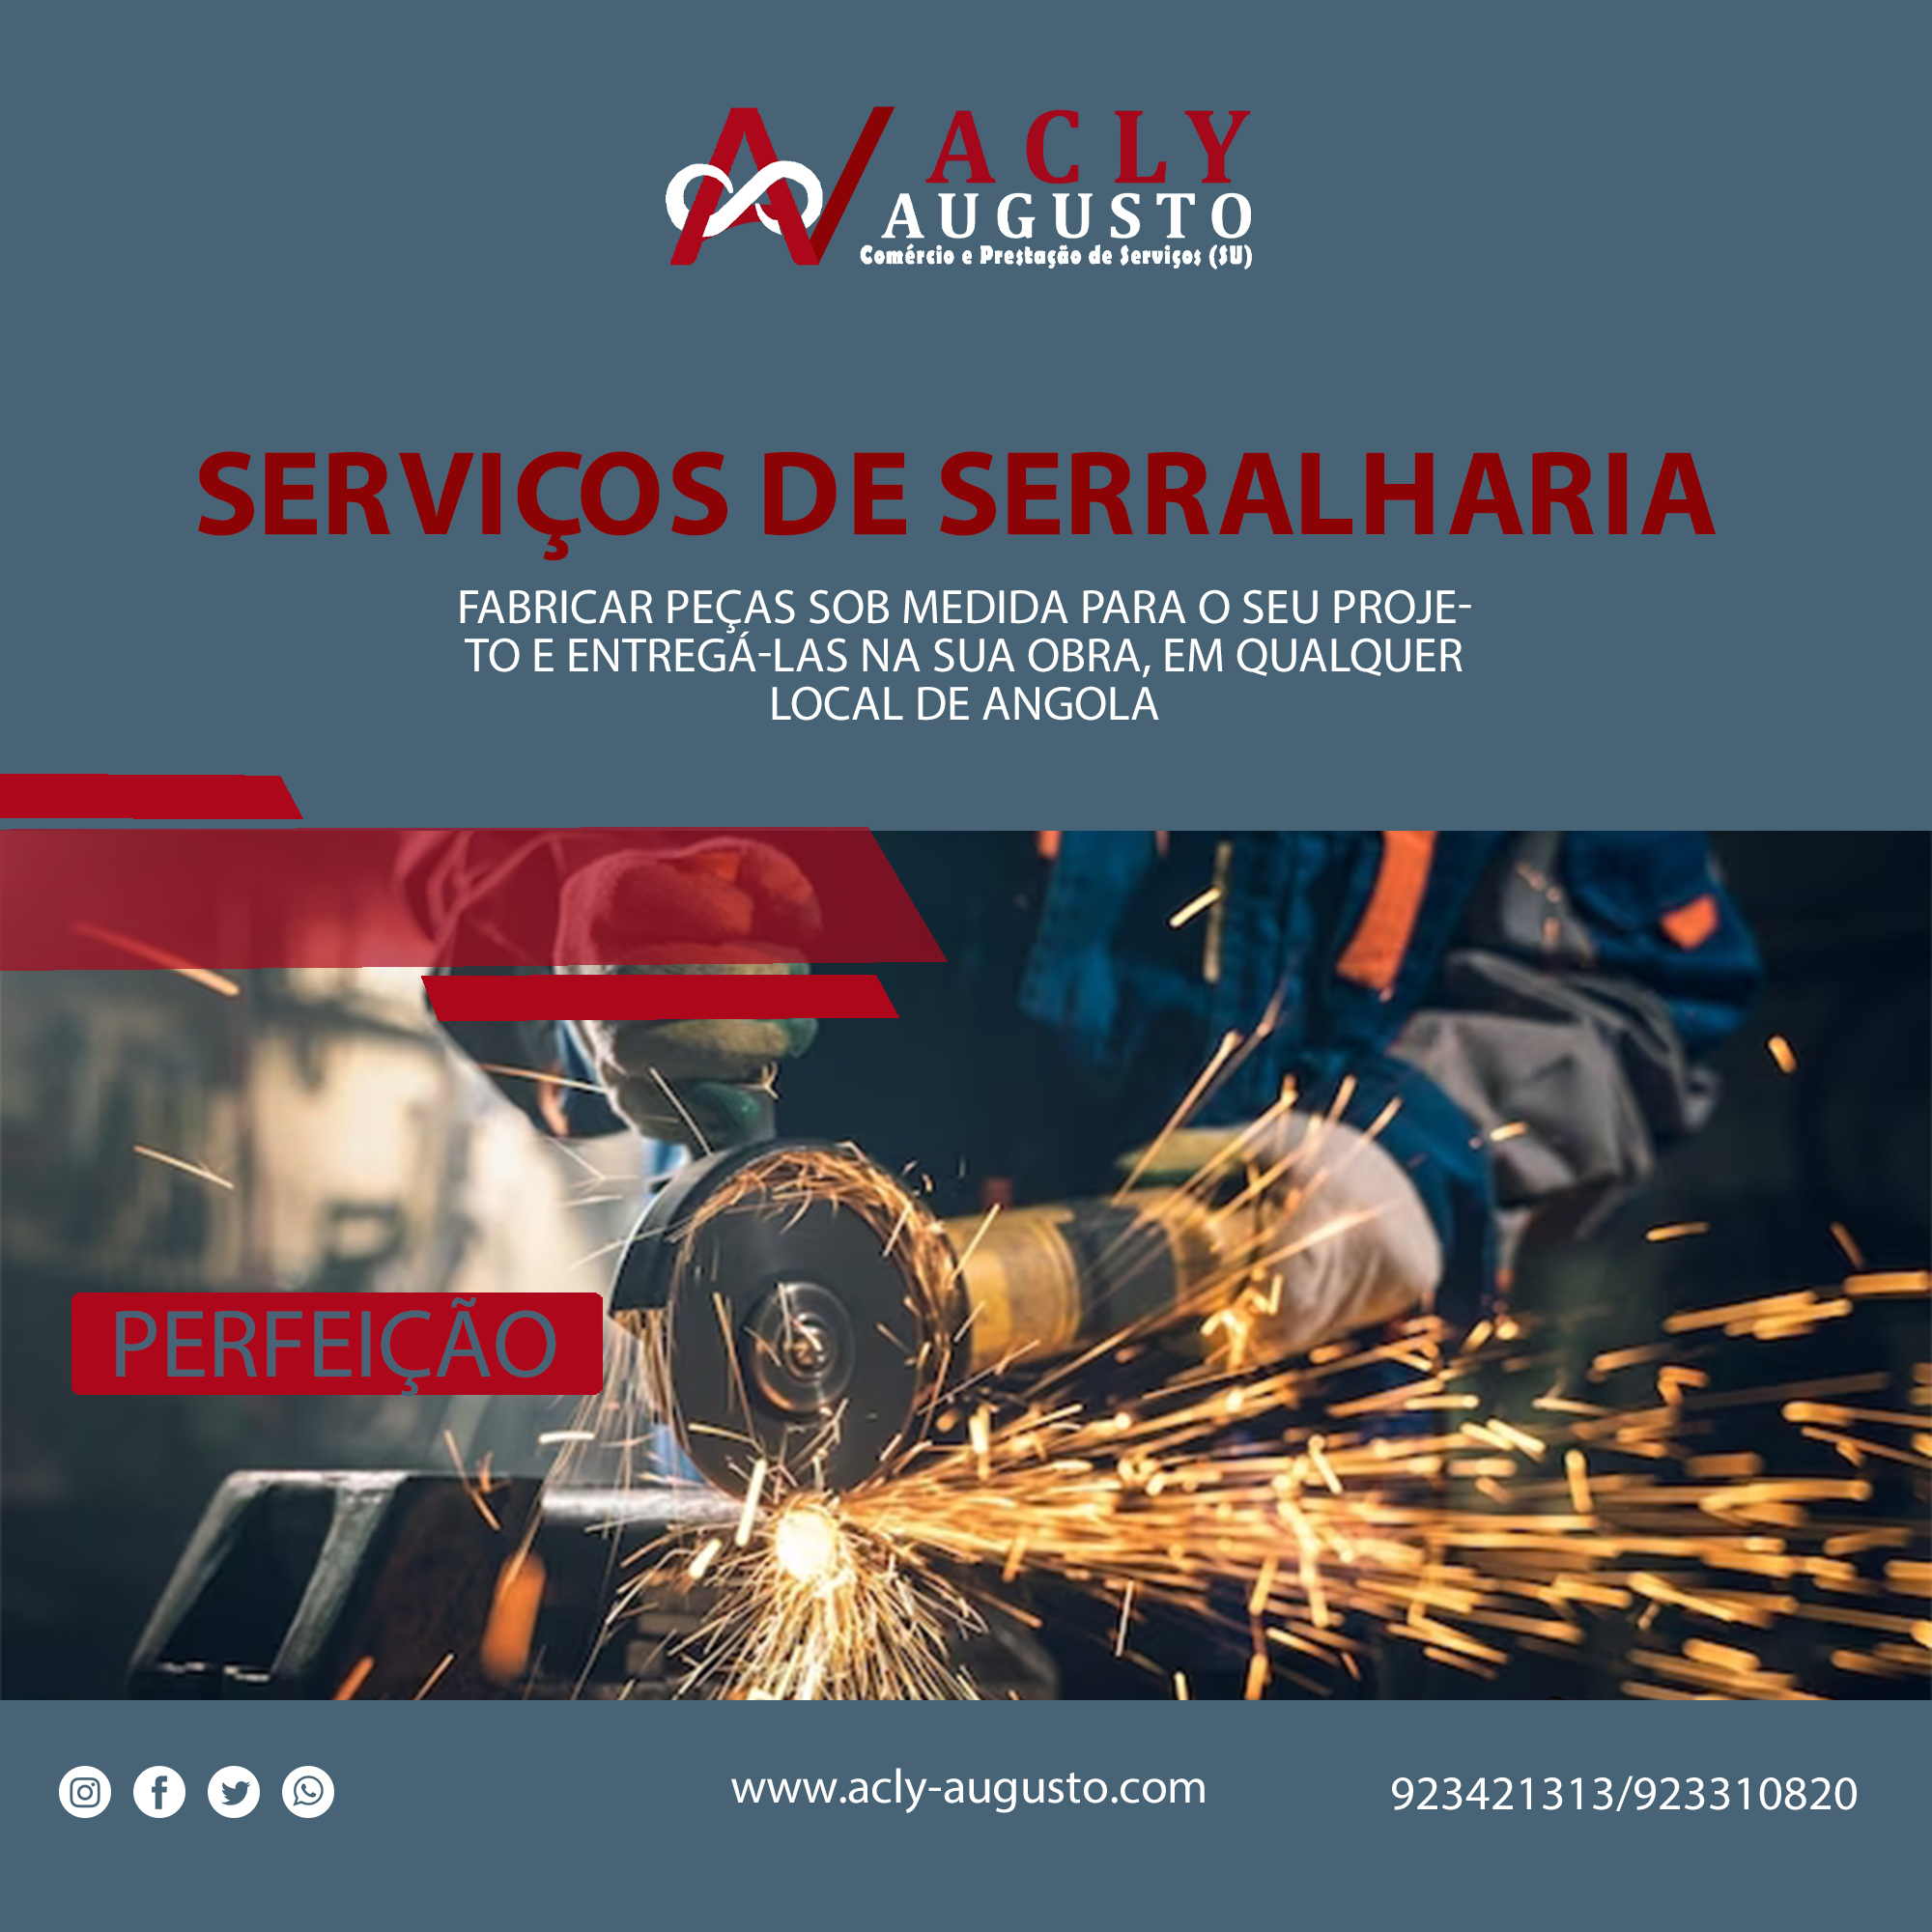 ACLY
AUGUSTO
Comércio e Prestação de Serviços (SU)
SERVIÇOS DE SERRALHARIA
FABRICAR PEÇAS SOB MEDIDA PARA O SEU PROJE-
TO E ENTREGÁ-LAS NA SUA OBRA, EM QUALQUER
LOCAL DE ANGOLA
PERFEIÇÃO
www.acly-augusto.com
923421313/923310820